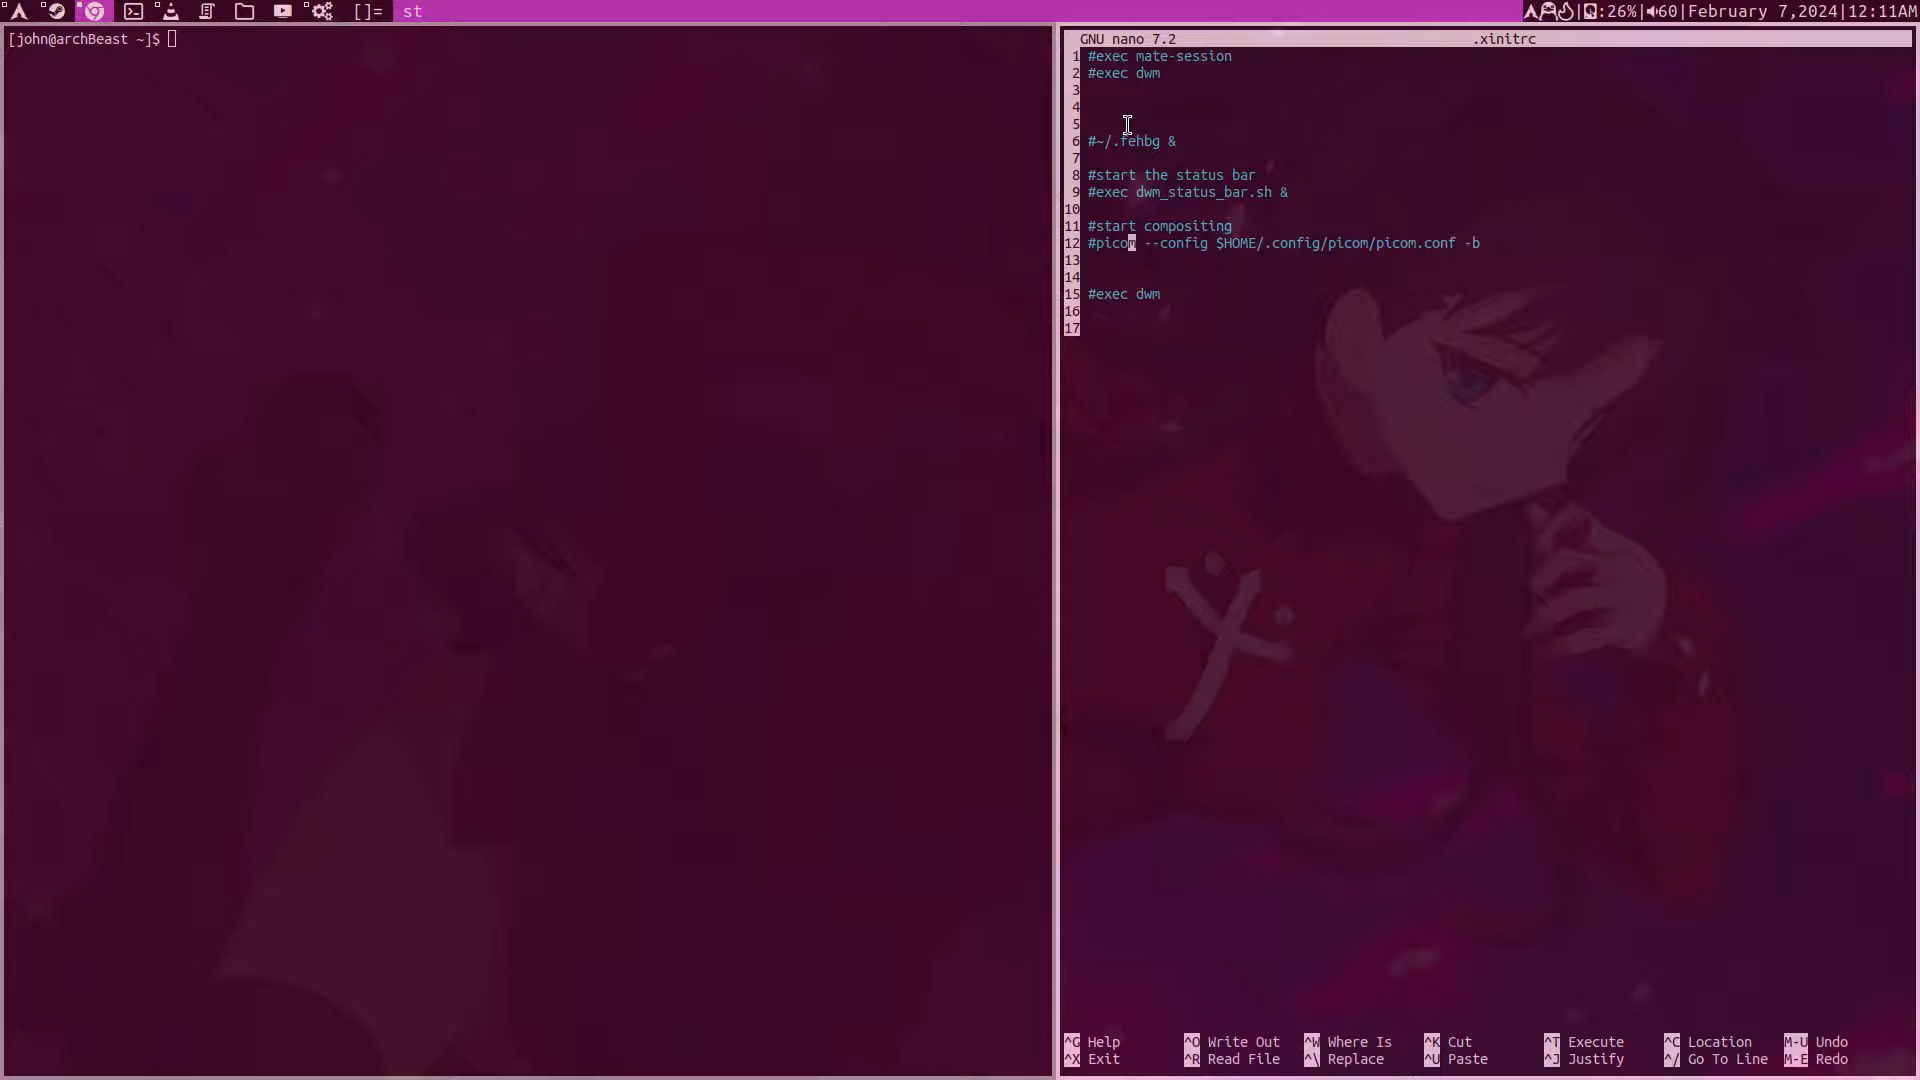 []= st :26%| 60|February 7,2024|12:11AM
[john@archBeast ~]$
GNU nano 7.2 .xinitrc
1 #exec mate-session
2 #exec dwm
3
4
5
6 #~/.fehbg &
7
8 #start the status bar
9 #exec dwm_status_bar.sh &
10
11 #start compositing
12 #picom --config $HOME/.config/picom/picom.conf -b
13
14
15 #exec dwm
16
17
^G Help ^O Write Out ^W Where Is ^K Cut ^T Execute ^C Location M-U Undo
^X Exit ^R Read File ^\ Replace ^U Paste ^J Justify ^/ Go To Line M-E Redo